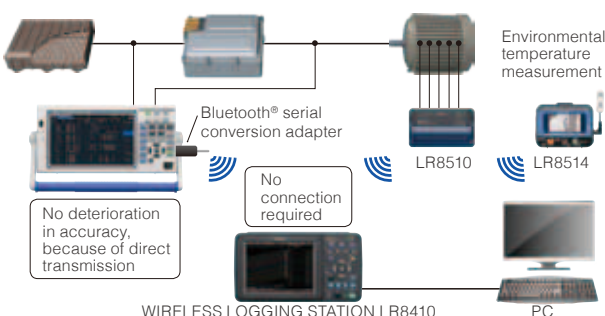 Environmental
temperature
measurement
Bluetooth® serial
conversion adapter
LR8510
LR8514
No deterioration
in accuracy,
because of direct
transmission
No
connection
required
WIRELESS LOGGING STATION LR8410
PC